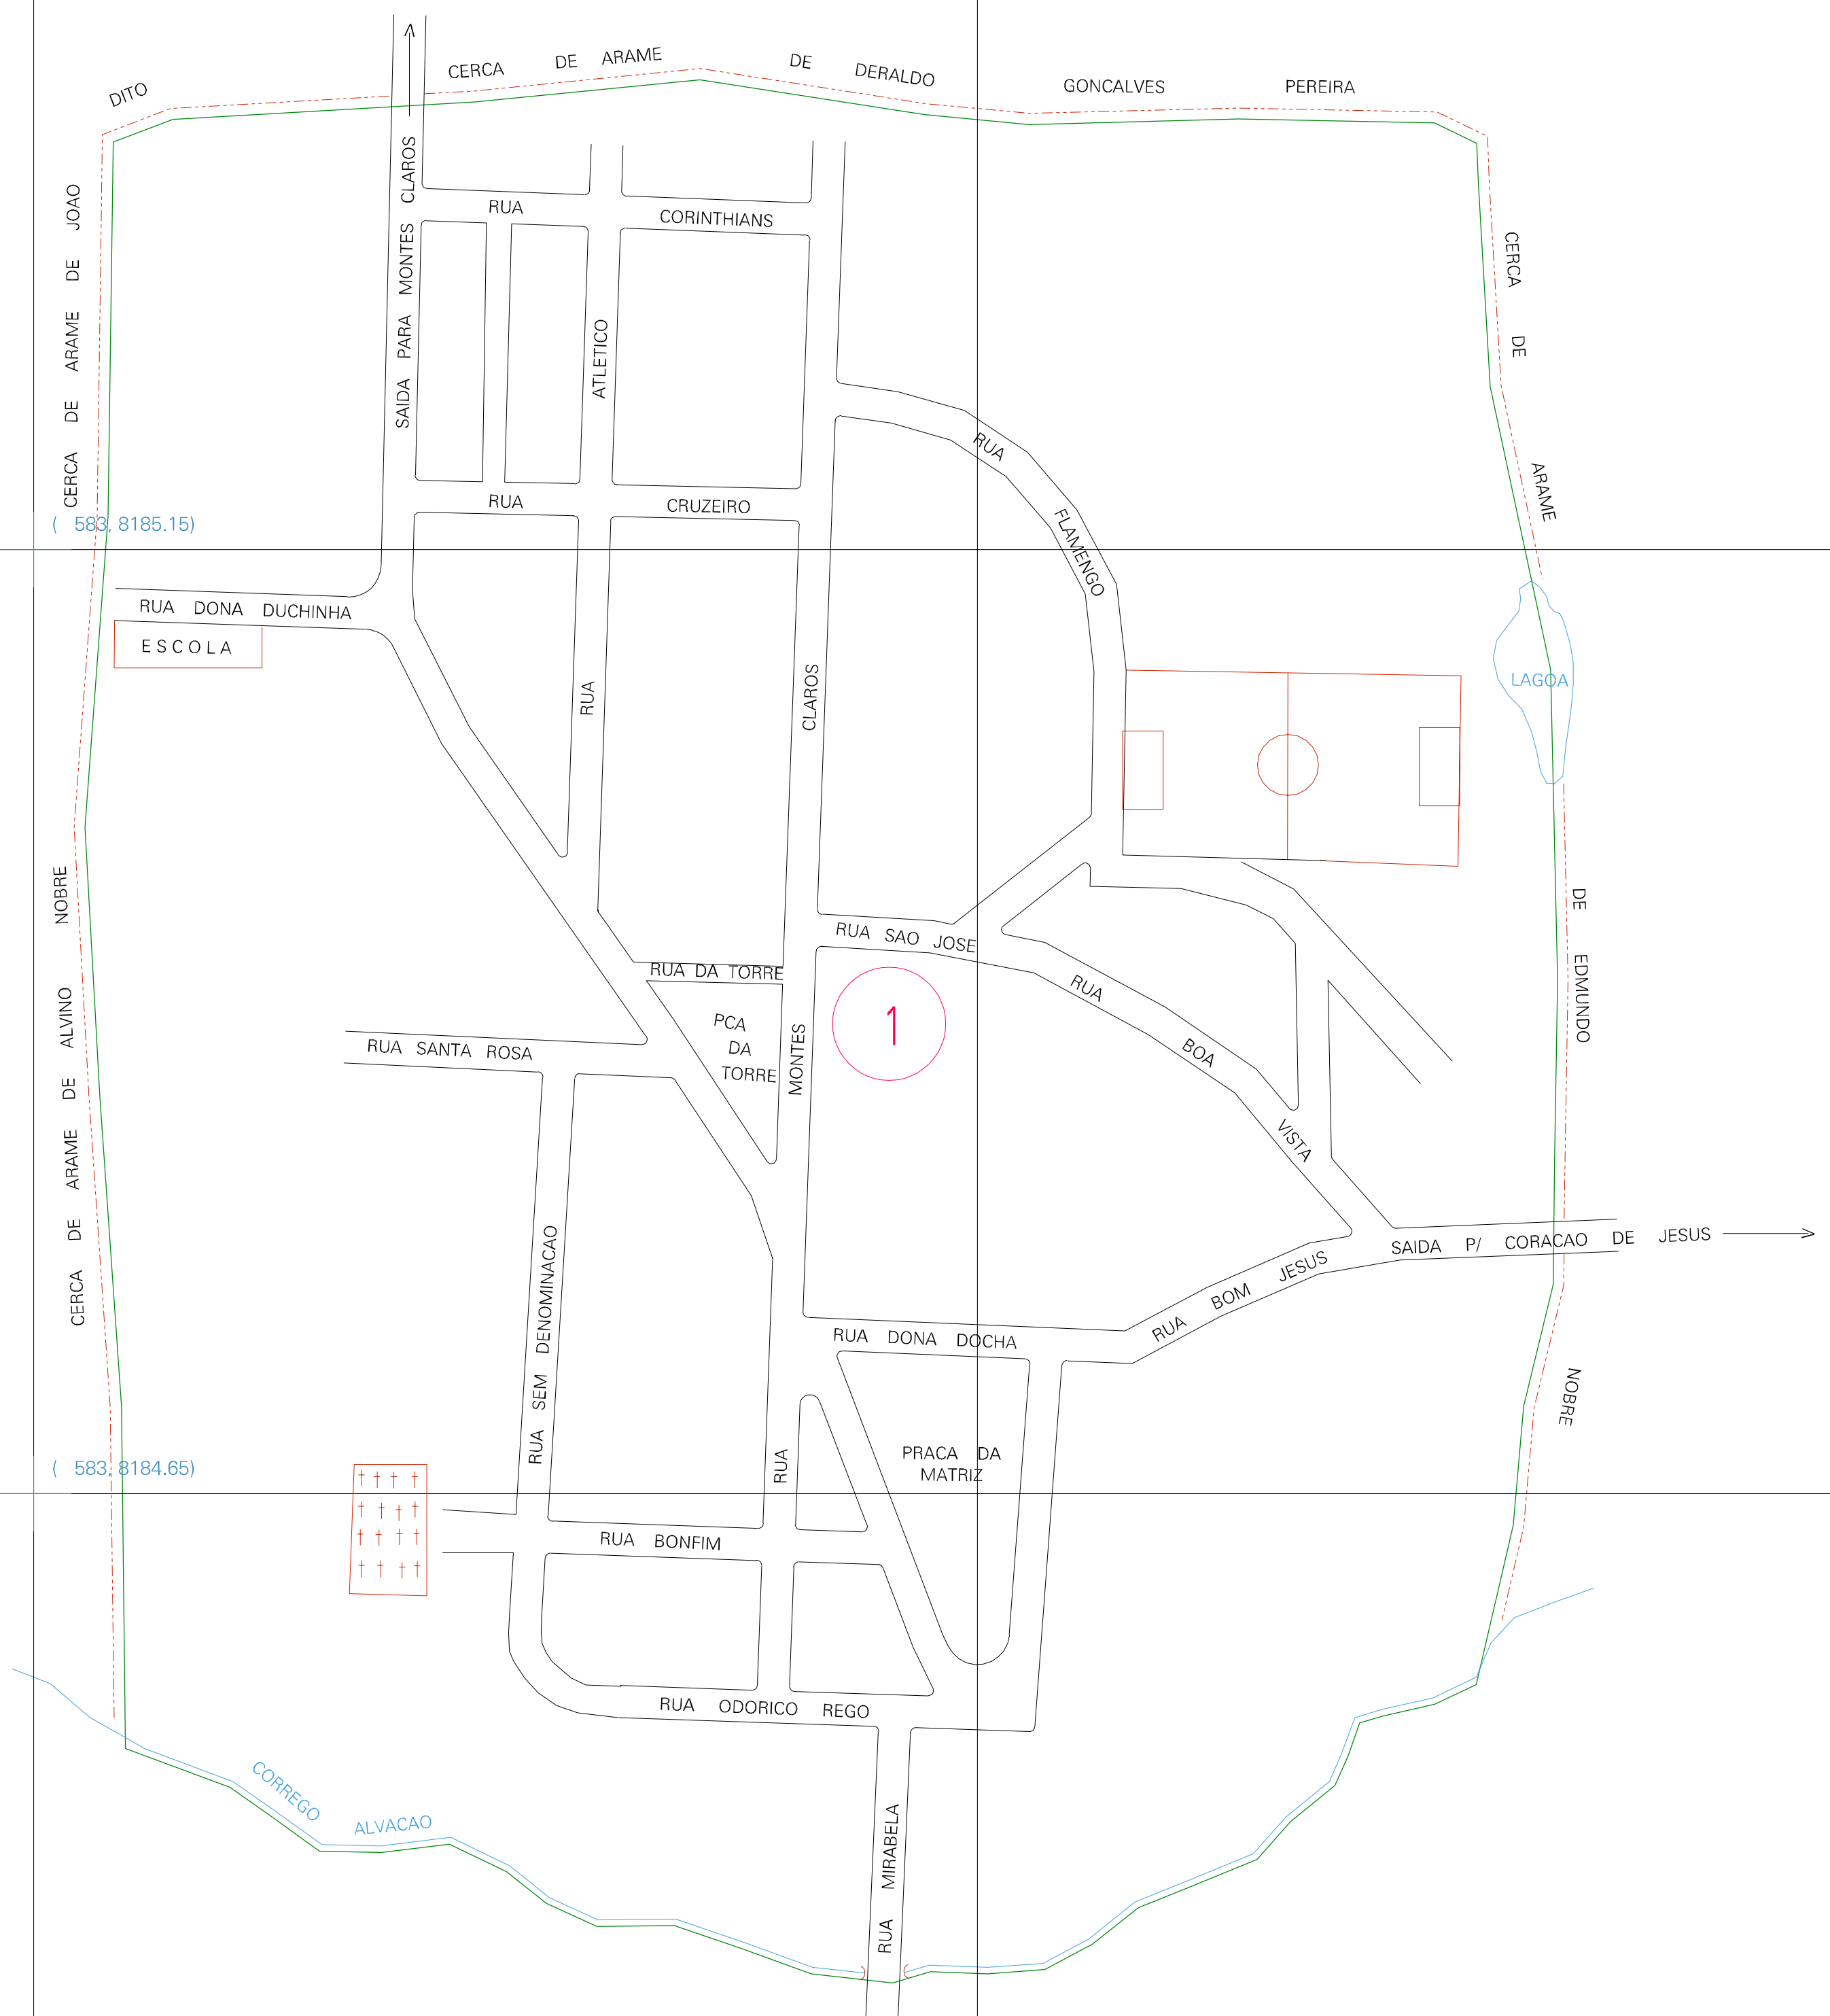 CERCA DE ARAME DE DERALDO GONCALVES PEREIRA
CERCA DE ARAME DE JOAO DITO
SAIDA PARA MONTES CLAROS
RUA CORINTHIANS
RUA ATLETICO
RUA CRUZEIRO
RUA FLAMENGO
CERCA DE ARAME DE EDMUNDO NOBRE
( 583, 8185.15)
RUA DONA DUCHINHA
ESCOLA
LAGOA
RUA MONTES CLAROS
RUA SAO JOSE
RUA DA TORRE
PCA
DA
TORRE
1
RUA BOA VISTA
RUA SANTA ROSA
CERCA DE ARAME DE ALVINO NOBRE
RUA SEM DENOMINACAO
SAIDA P/ CORACAO DE JESUS
RUA BOM JESUS
RUA DONA DOCHA
PRACA DA
MATRIZ
( 583, 8184.65)
RUA BONFIM
RUA ODORICO REGO
CORREGO ALVACAO
RUA MIRABELA